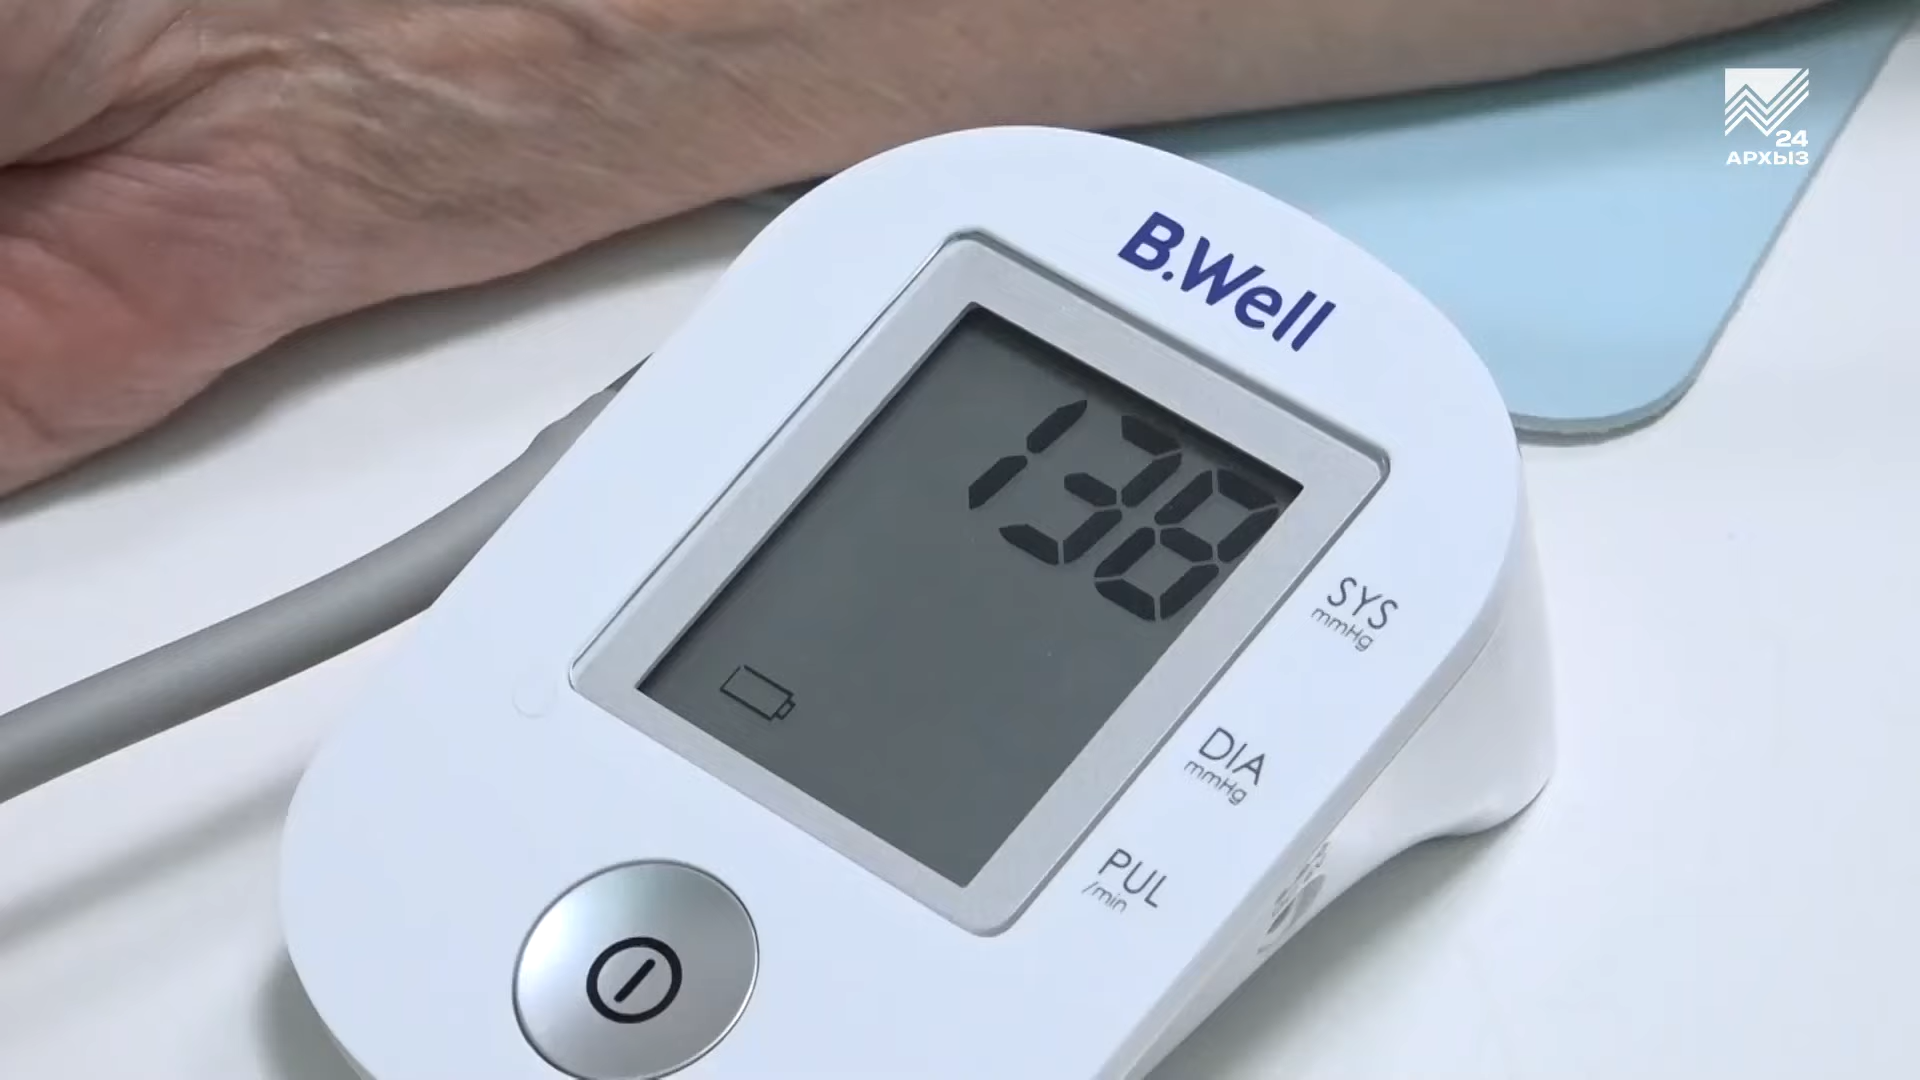 24
АРХЫЗ
B.Well
138
SYS
mmHg
DIA
mmHg
PUL
/min